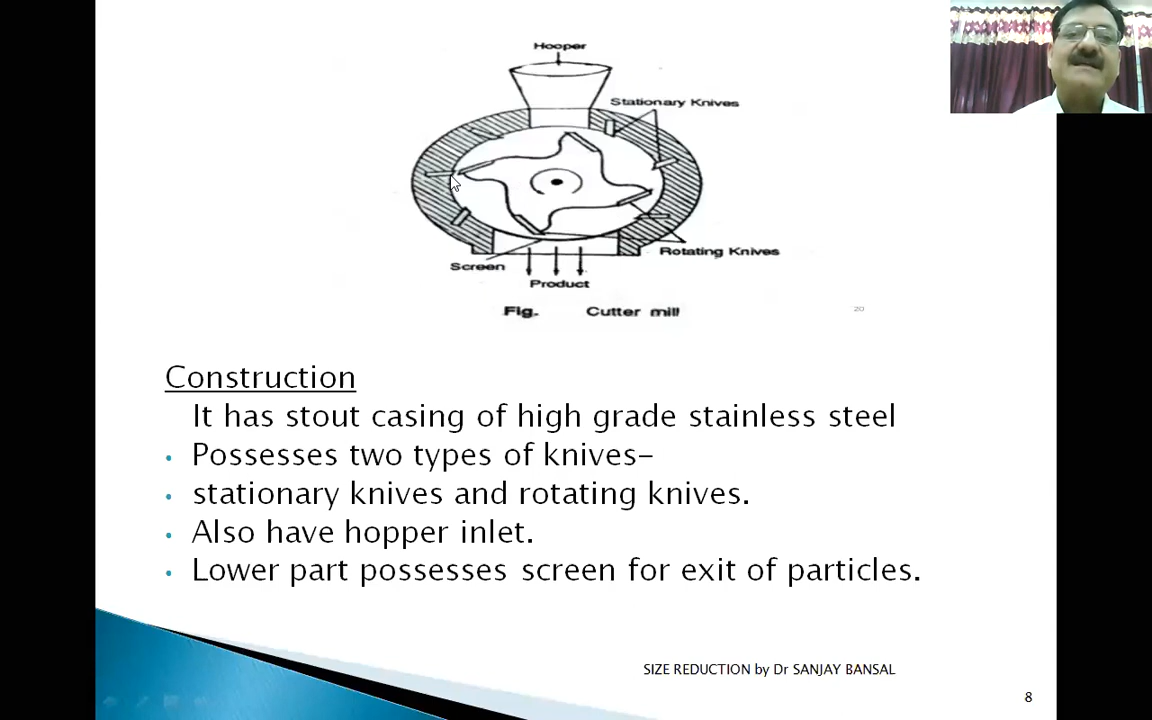 Hooper
Stationary Knives
Rotating Knives
Screen
Product
Fig. Cutter mill
20
Construction
It has stout casing of high grade stainless steel
• Possesses two types of knives–
• stationary knives and rotating knives.
• Also have hopper inlet.
• Lower part possesses screen for exit of particles.
SIZE REDUCTION by Dr SANJAY BANSAL
8